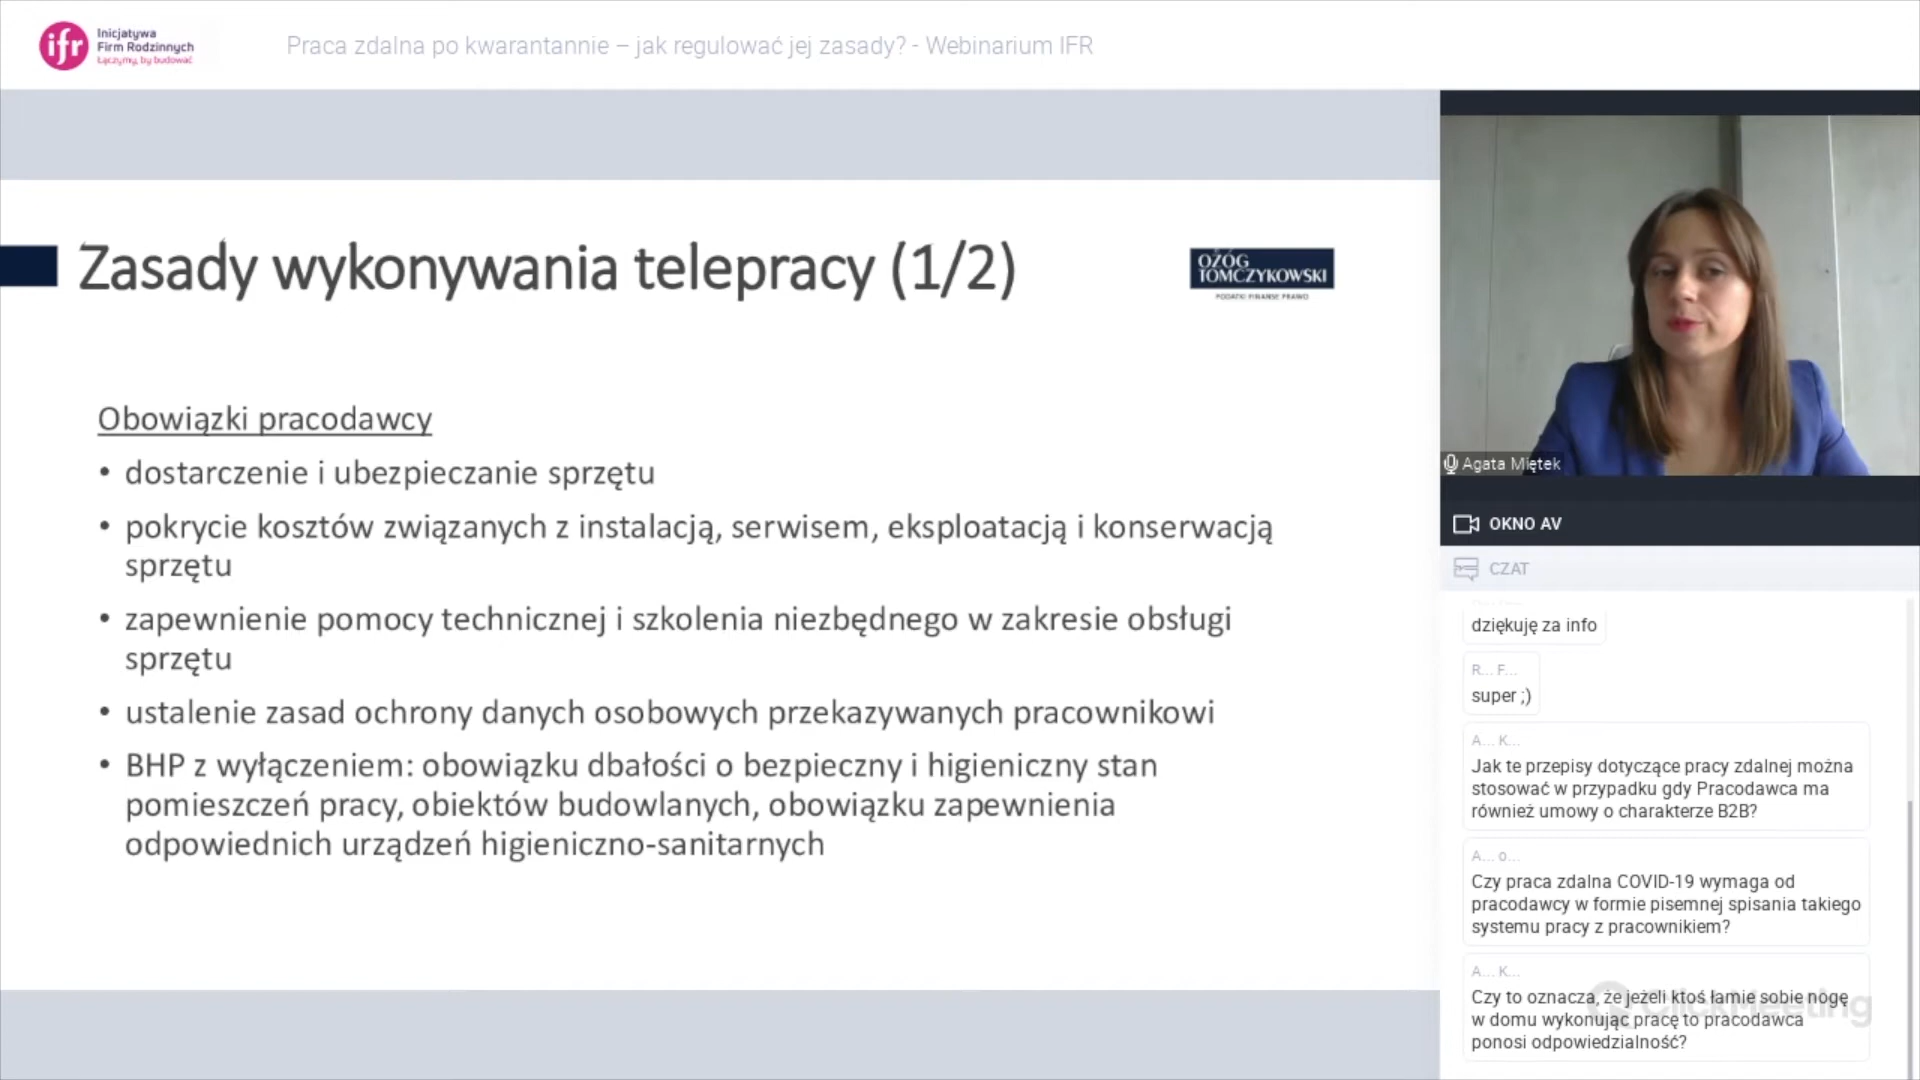 ifr Inicjatywa
Firm Rodzinnych
Łączymy, by budować
Praca zdalna po kwarantannie – jak regulować jej zasady? - Webinarium IFR
Zasady wykonywania telepracy (1/2)
OŻÓG
TOMCZYKOWSKI
PODATKI FINANSE PRAWO
Obowiązki pracodawcy
• dostarczenie i ubezpieczanie sprzętu
• pokrycie kosztów związanych z instalacją, serwisem, eksploatacją i konserwacją
sprzętu
• zapewnienie pomocy technicznej i szkolenia niezbędnego w zakresie obsługi
sprzętu
• ustalenie zasad ochrony danych osobowych przekazywanych pracownikowi
• BHP z wyłączeniem: obowiązku dbałości o bezpieczny i higieniczny stan
pomieszczeń pracy, obiektów budowlanych, obowiązku zapewnienia
odpowiednich urządzeń higieniczno-sanitarnych
Agata Miętek
OKNO AV
CZAT
dziękuję za info
R... F...
super ;)
A... K...
Jak te przepisy dotyczące pracy zdalnej można
stosować w przypadku gdy Pracodawca ma
również umowy o charakterze B2B?
A... o...
Czy praca zdalna COVID-19 wymaga od
pracodawcy w formie pisemnej spisania takiego
systemu pracy z pracownikiem?
A... K...
Czy to oznacza, że jeżeli ktoś łamie sobie nogę
w domu wykonując pracę to pracodawca
ponosi odpowiedzialność?
ClickMeeting